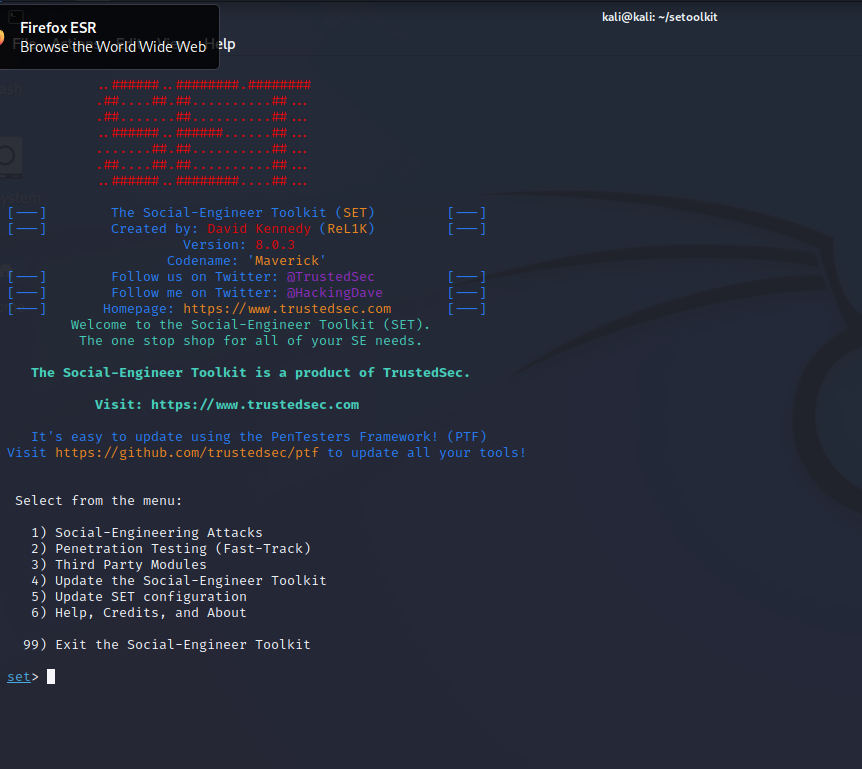 kali@kali: ~/setoolkit
Firefox ESR
Browse the World Wide Web
Help
..######..########.########
.##....##.##..........##...
.##.......##..........##...
..######..######......##...
.......##.##..........##...
.##....##.##..........##...
..######..########....##...
[---] The Social-Engineer Toolkit (SET) [---]
[---] Created by: David Kennedy (ReL1K) [---]
Version: 8.0.3
Codename: 'Maverick'
[---] Follow us on Twitter: @TrustedSec [---]
[---] Follow me on Twitter: @HackingDave [---]
[---] Homepage: https://www.trustedsec.com [---]
Welcome to the Social-Engineer Toolkit (SET).
The one stop shop for all of your SE needs.
The Social-Engineer Toolkit is a product of TrustedSec.
Visit: https://www.trustedsec.com
It's easy to update using the PenTesters Framework! (PTF)
Visit https://github.com/trustedsec/ptf to update all your tools!
Select from the menu:
1) Social-Engineering Attacks
2) Penetration Testing (Fast-Track)
3) Third Party Modules
4) Update the Social-Engineer Toolkit
5) Update SET configuration
6) Help, Credits, and About
99) Exit the Social-Engineer Toolkit
set>